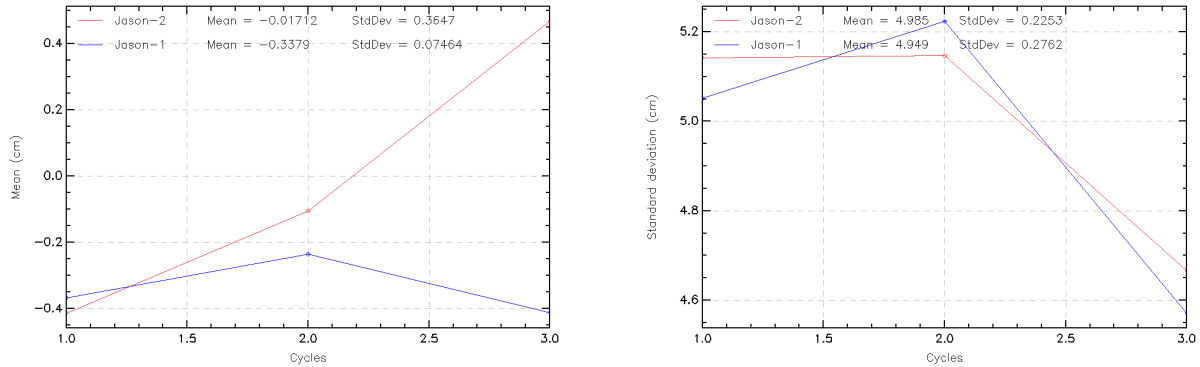 Jason-2 Mean = -0.01712 StdDev = 0.3647
Jason-1 Mean = -0.3379 StdDev = 0.07464
0.4
0.2
0.0
-0.2
-0.4
Mean (cm)
1.0 1.5 2.0 2.5 3.0
Cycles
Jason-2 Mean = 4.985 StdDev = 0.2253
Jason-1 Mean = 4.949 StdDev = 0.2762
5.2
5.0
4.8
4.6
Standard deviation (cm)
1.0 1.5 2.0 2.5 3.0
Cycles